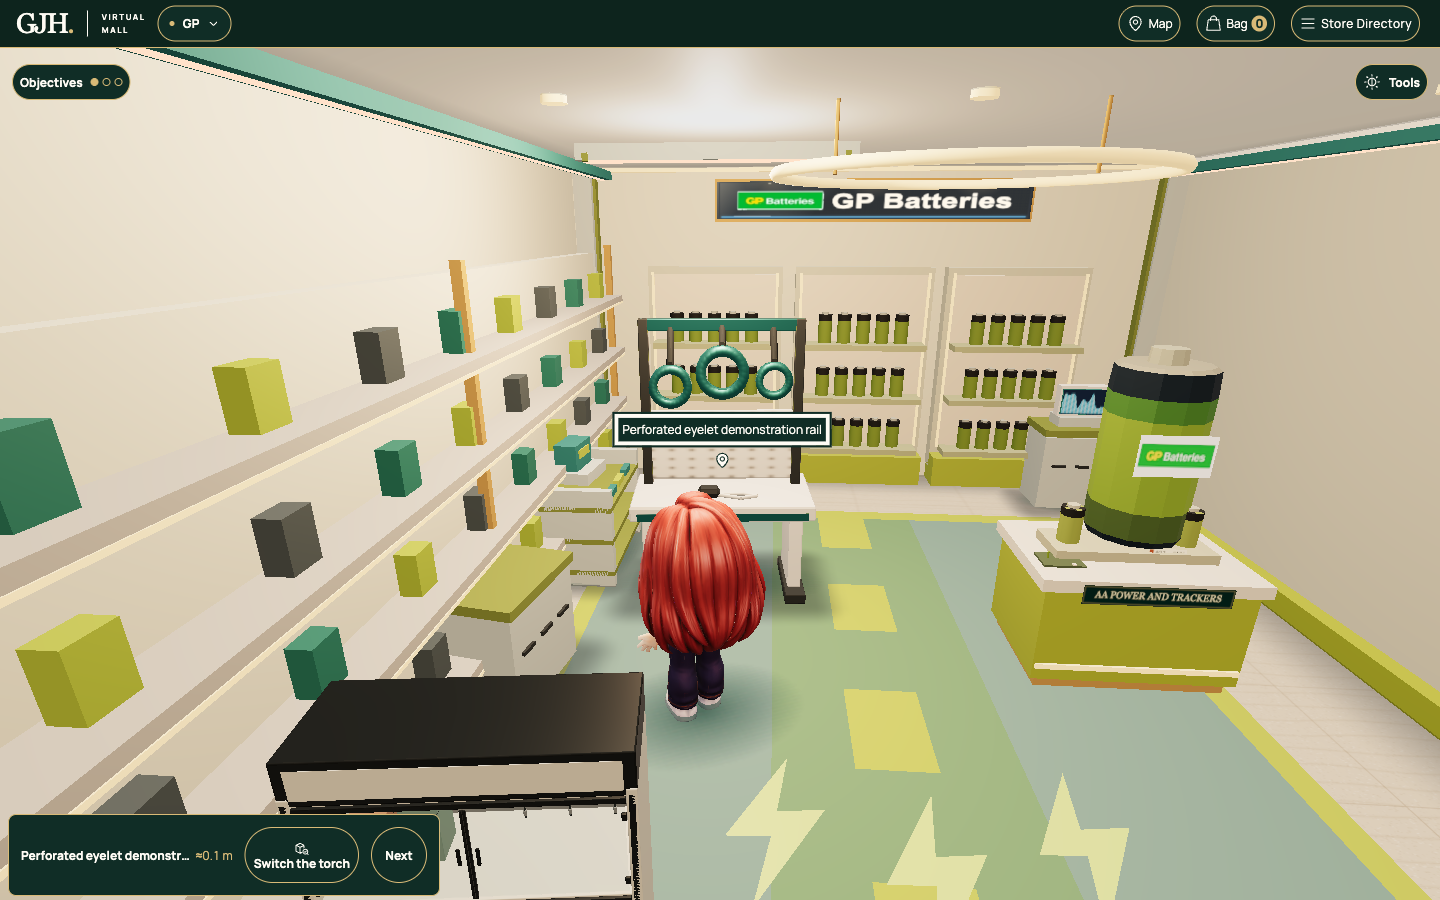 GJH.
VIRTUAL
MALL
GP
Map
Bag 0
Store Directory
Objectives
Tools
GP Batteries GP Batteries
Perforated eyelet demonstration rail
GP Batteries
AA POWER AND TRACKERS
Perforated eyelet demonstr... ≈0.1 m
Switch the torch
Next